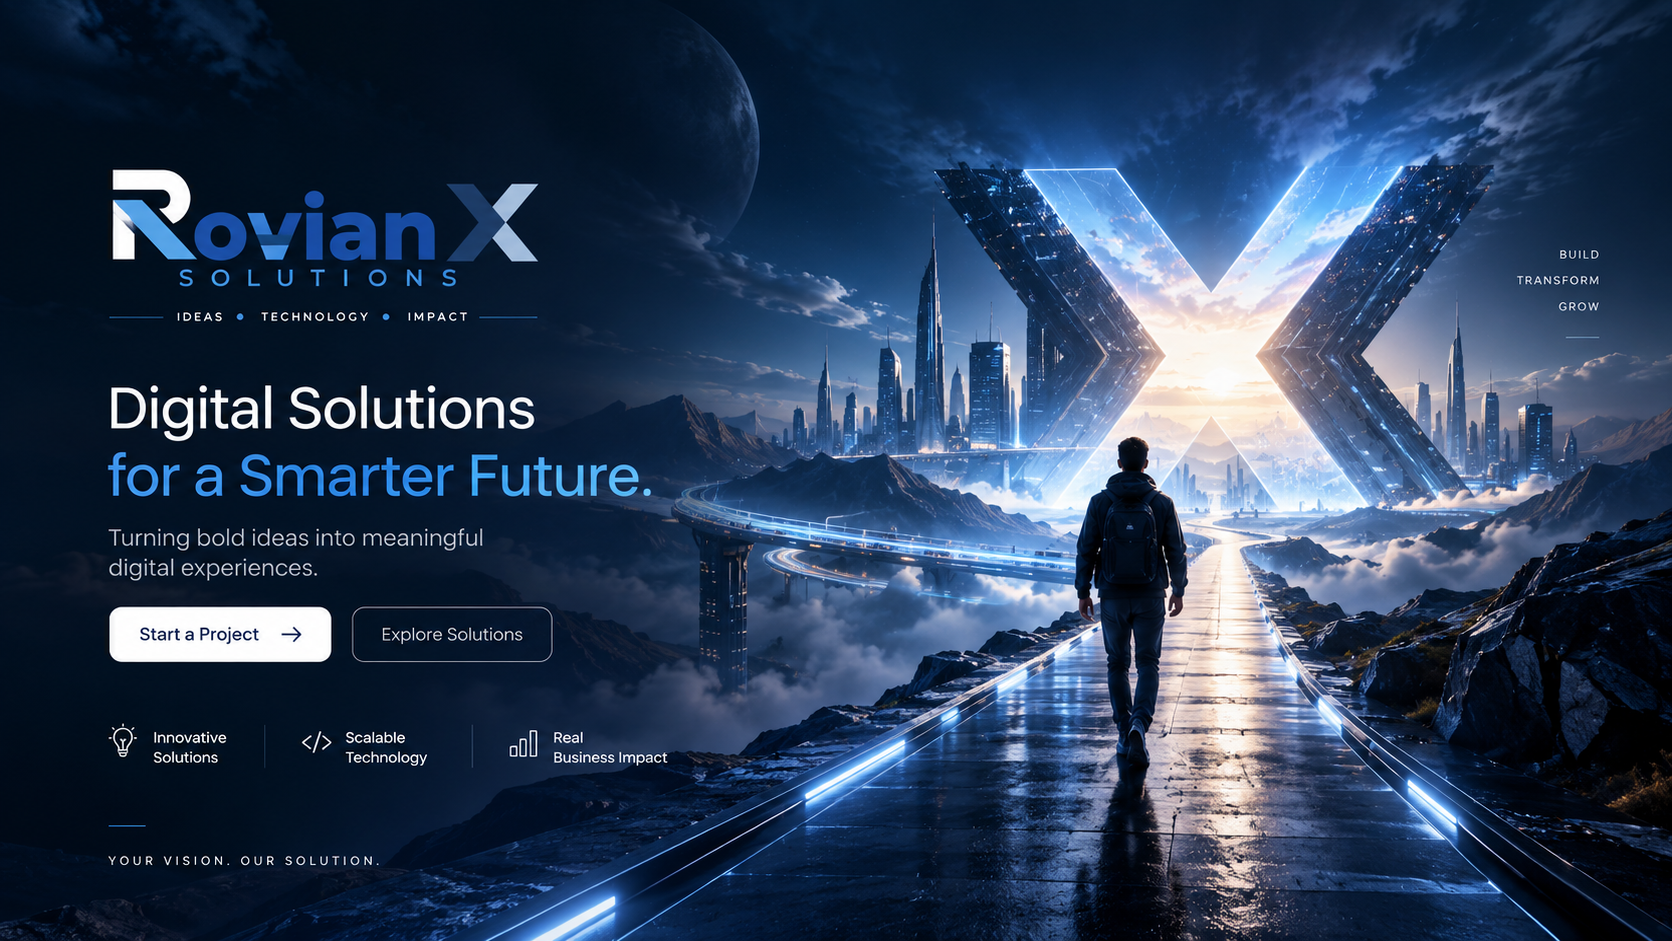 RovianX
SOLUTIONS
IDEAS • TECHNOLOGY • IMPACT
Digital Solutions
for a Smarter Future.
Turning bold ideas into meaningful
digital experiences.
Start a Project →
Explore Solutions
Innovative
Solutions
</> Scalable
Technology
Real
Business Impact
YOUR VISION. OUR SOLUTION.
BUILD
TRANSFORM
GROW